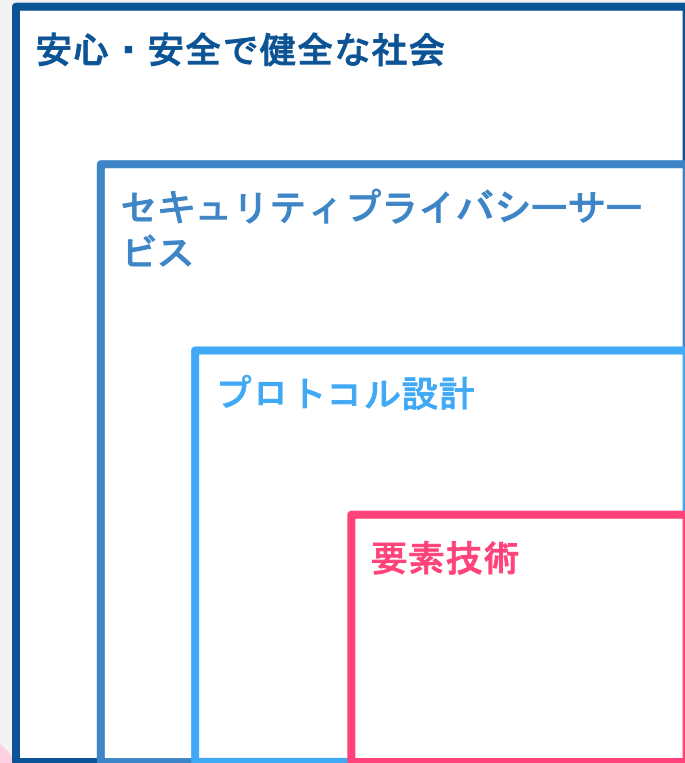 安心・安全で健全な社会
セキュリティプライバシーサー
ビス
プロトコル設計
要素技術